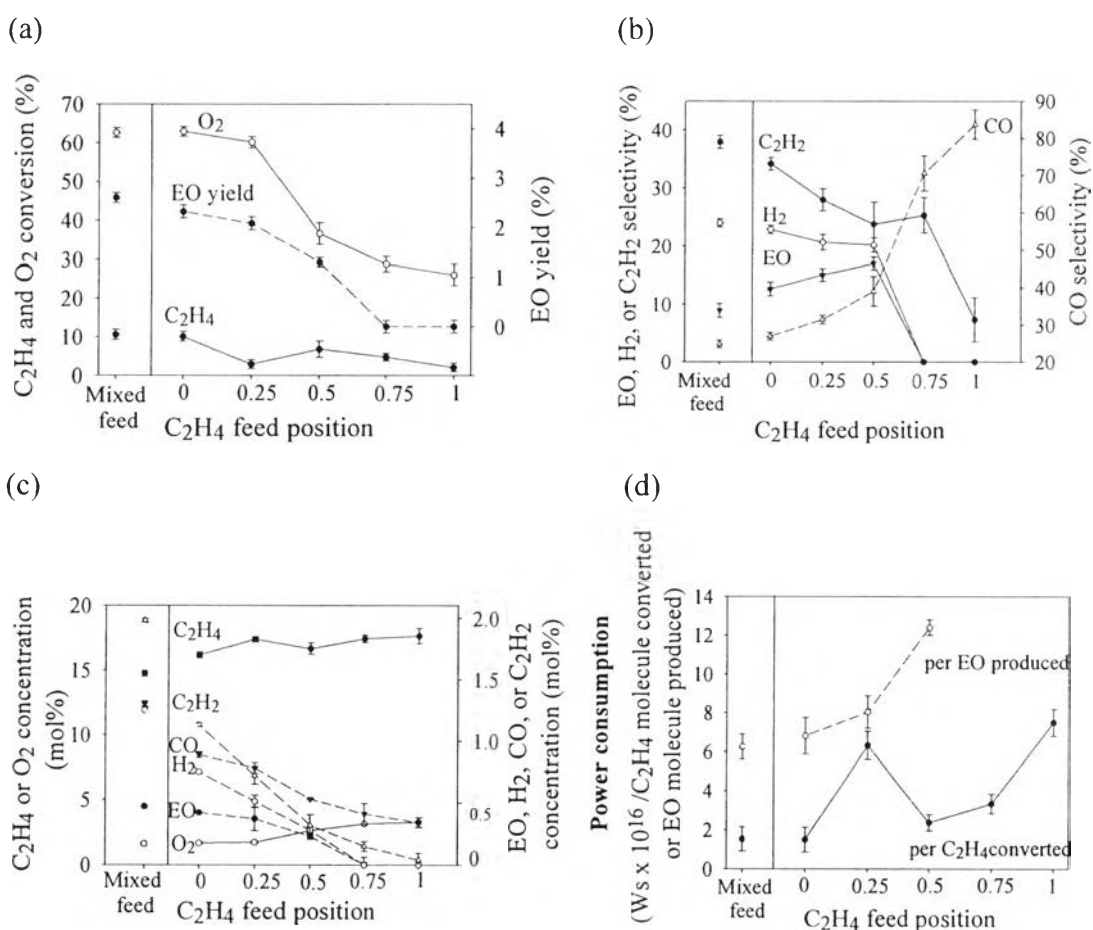 (a)
C2H4 and O2 conversion (%)
70
60
50
40
30
20
10
0
O2
EO yield
C2H4
4
3
2
1
0
EO yield (%)
Mixed
feed
0
0.25
0.5
0.75
1
C2H4 feed position
(b)
EO, H2, or C2H2 selectivity (%)
40
30
20
10
0
C2H2
H2
EO
CO
90
80
70
60
50
40
30
20
CO selectivity (%)
Mixed
feed
0
0.25
0.5
0.75
1
C2H4 feed position
(c)
C2H4 or O2 concentration
(mol%)
20
15
10
5
0
C2H4
C2H2
CO
H2
EO
O2
2.0
1.5
1.0
0.5
0
EO, H2, CO, or C2H2
concentration (mol%)
Mixed
feed
0
0.25
0.5
0.75
1
C2H4 feed position
(d)
Power consumption
(Ws x 10^16 /C2H4 molecule converted
or EO molecule produced)
14
12
10
8
6
4
2
0
per EO produced
per C2H4converted
Mixed
feed
0
0.25
0.5
0.75
1
C2H4 feed position